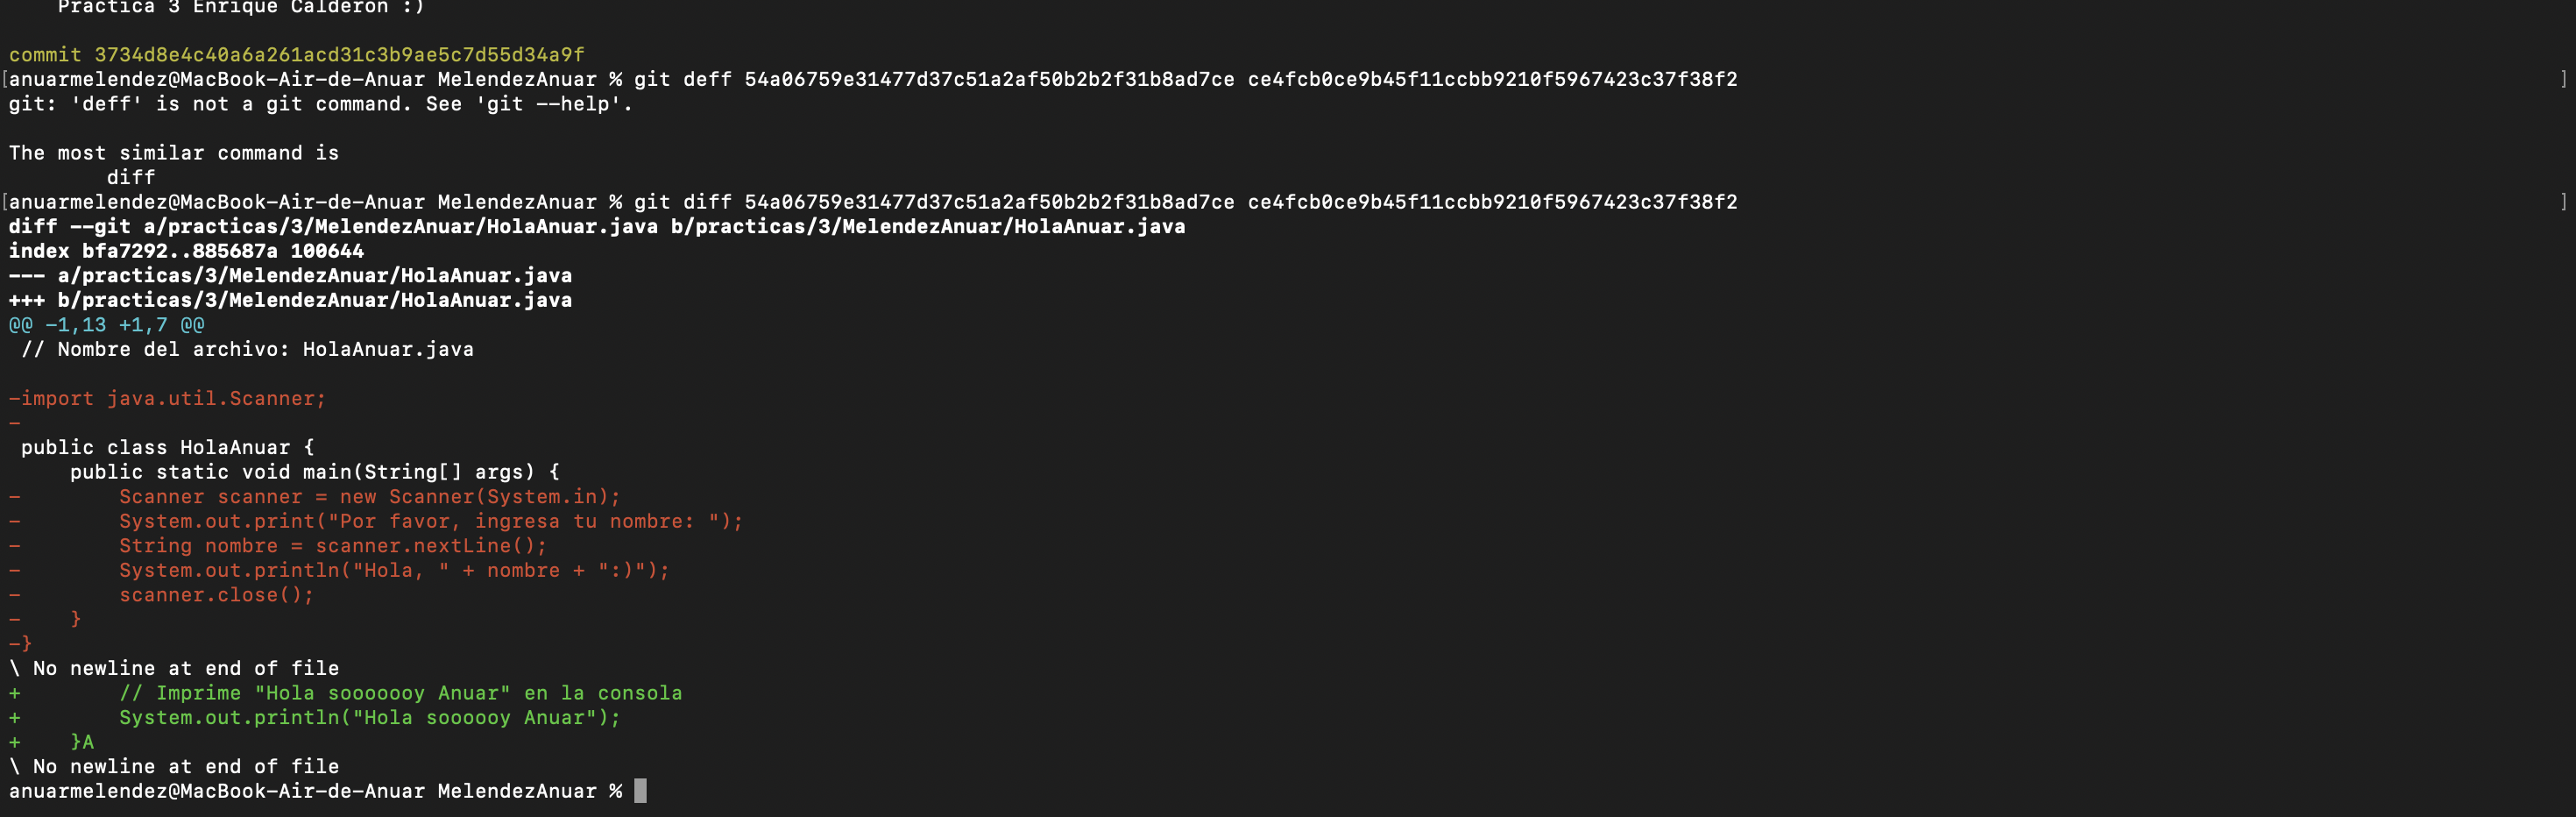 Practica 3 Enrique Calderon :)
commit 3734d8e4c40a6a261acd31c3b9ae5c7d55d34a9f
[anuarmelendez@MacBook-Air-de-Anuar MelendezAnuar % git deff 54a06759e31477d37c51a2af50b2b2f31b8ad7ce ce4fcb0ce9b45f11ccbb9210f5967423c37f38f2 ]
git: 'deff' is not a git command. See 'git --help'.
The most similar command is
diff
[anuarmelendez@MacBook-Air-de-Anuar MelendezAnuar % git diff 54a06759e31477d37c51a2af50b2b2f31b8ad7ce ce4fcb0ce9b45f11ccbb9210f5967423c37f38f2 ]
diff --git a/practicas/3/MelendezAnuar/HolaAnuar.java b/practicas/3/MelendezAnuar/HolaAnuar.java
index bfa7292..885687a 100644
--- a/practicas/3/MelendezAnuar/HolaAnuar.java
+++ b/practicas/3/MelendezAnuar/HolaAnuar.java
@@ -1,13 +1,7 @@
 // Nombre del archivo: HolaAnuar.java
-import java.util.Scanner;
-
 public class HolaAnuar {
     public static void main(String[] args) {
-        Scanner scanner = new Scanner(System.in);
-        System.out.print("Por favor, ingresa tu nombre: ");
-        String nombre = scanner.nextLine();
-        System.out.println("Hola, " + nombre + ":)");
-        scanner.close();
-    }
-}
\ No newline at end of file
+        // Imprime "Hola sooooooy Anuar" en la consola
+        System.out.println("Hola soooooy Anuar");
+    }A
\ No newline at end of file
anuarmelendez@MacBook-Air-de-Anuar MelendezAnuar %